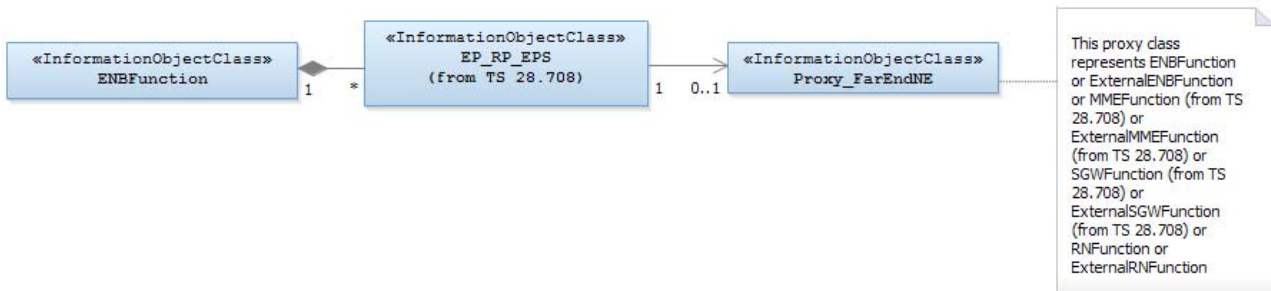 «InformationObjectClass»
ENBFunction
1
*
«InformationObjectClass»
EP_RP_EPS
(from TS 28.708)
1
0..1
«InformationObjectClass»
Proxy_FarEndNE
This proxy class
represents ENBFunction
or ExternalENBFunction
or MMEFunction (from TS
28.708) or
ExternalMMEFunction
(from TS 28.708) or
SGWFunction (from TS
28.708) or
ExternalSGWFunction
(from TS 28.708) or
RNFunction or
ExternalRNFunction